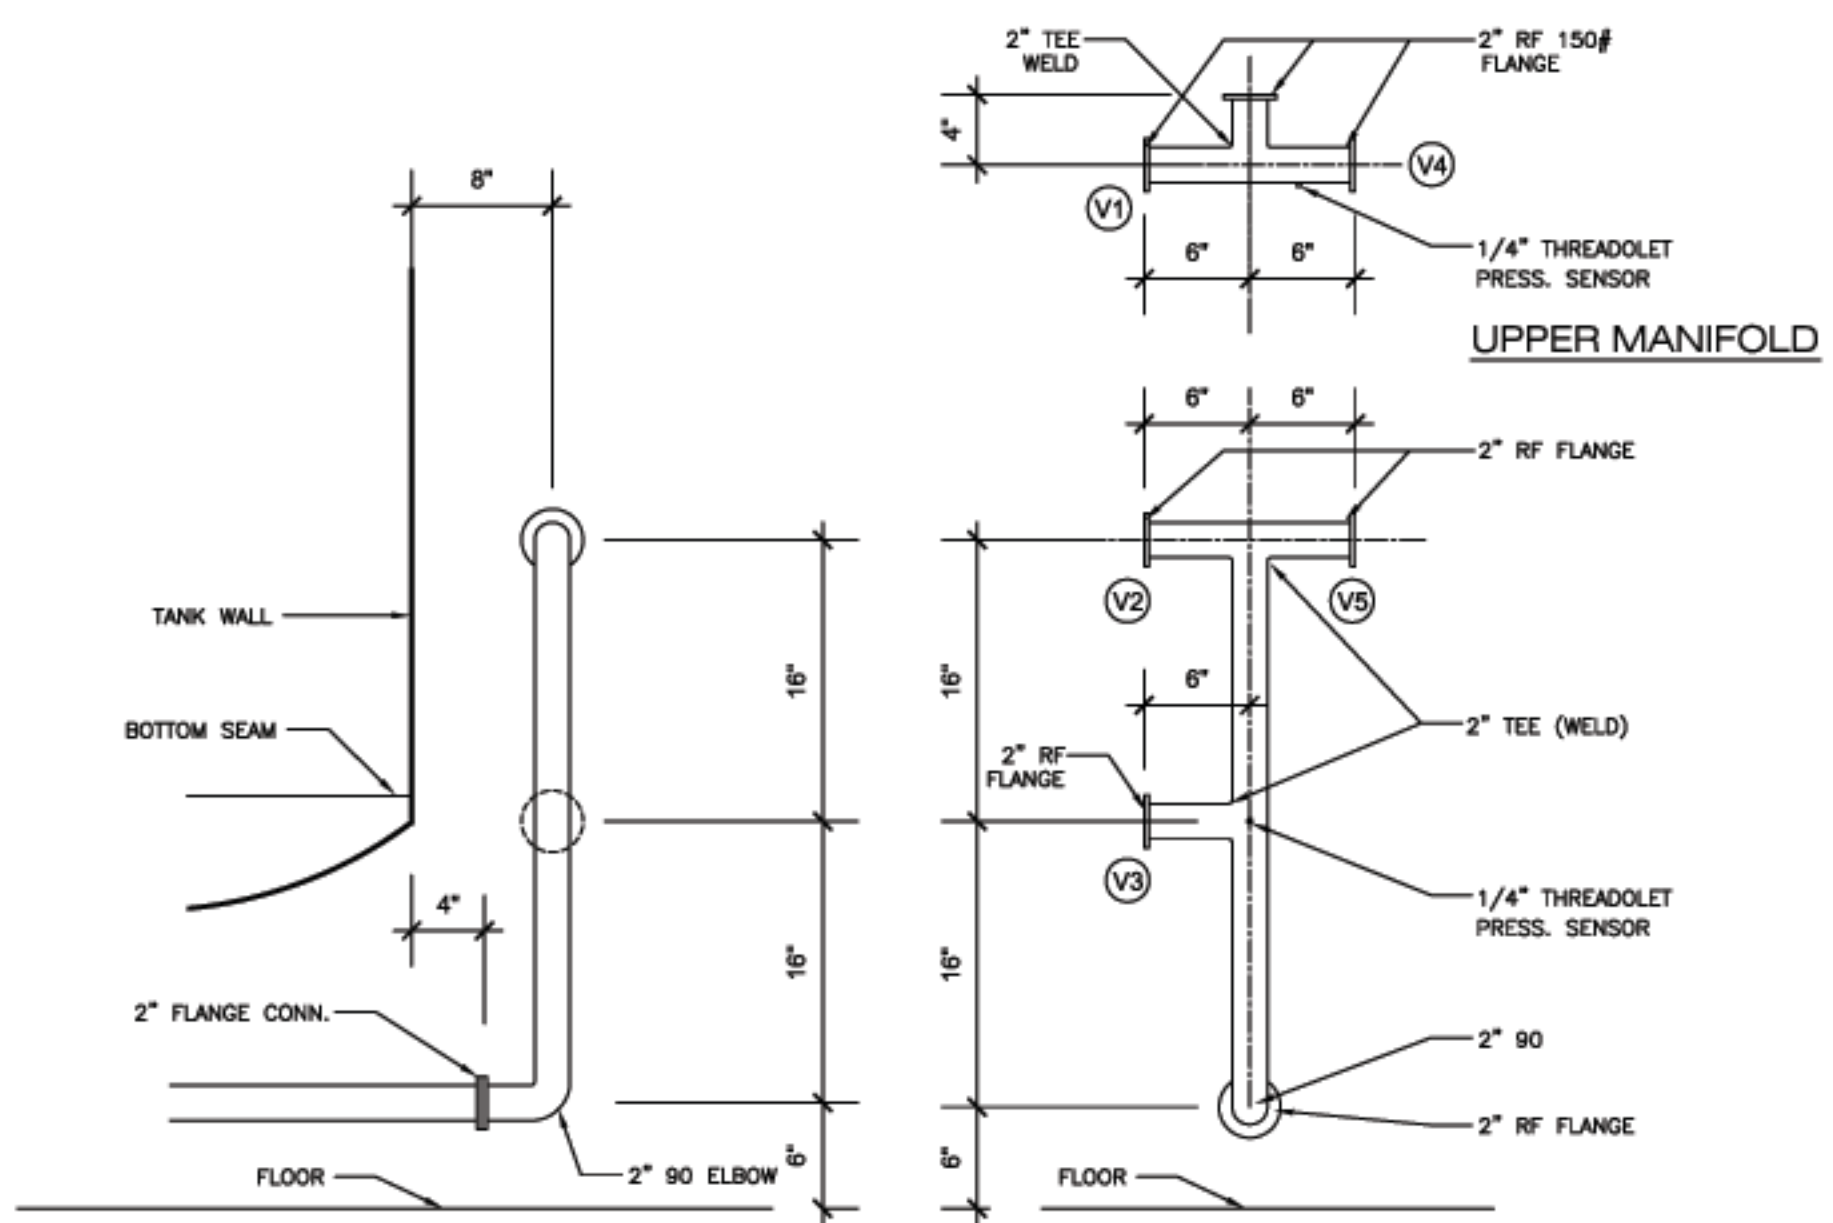 2" TEE
WELD
2" RF 150#
FLANGE
4"
V4
8"
V1
6"
6"
1/4" THREADOLET
PRESS. SENSOR
UPPER MANIFOLD
6"
6"
2" RF FLANGE
V2
V5
TANK WALL
16"
16"
6"
BOTTOM SEAM
2" TEE (WELD)
2" RF
FLANGE
V3
4"
1/4" THREADOLET
PRESS. SENSOR
16"
16"
2" FLANGE CONN.
2" 90
2" RF FLANGE
6"
6"
FLOOR
2" 90 ELBOW
FLOOR